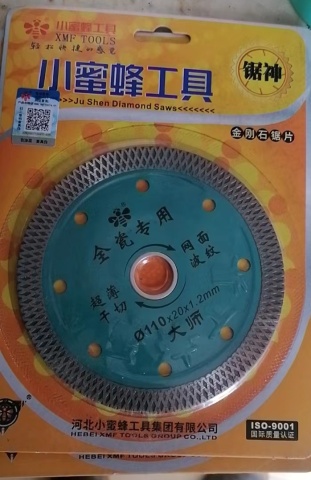 小蜜蜂工具
XMF TOOLS
小蜜蜂工具
锯神
>>>Ju Shen Diamond Saws<<<<<<<
金刚石锯片
全瓷专用
网面
波纹
超薄
干切
Ø110x20x1.2mm
大师
河北小蜜蜂工具集团有限公司
HEBEI XMF TOOLS GROUP CO.,LTD
ISO-9001
国际质量认证